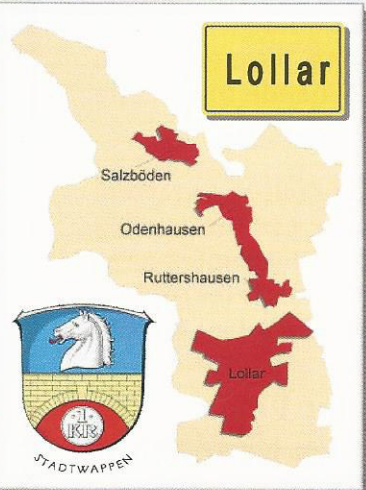 Lollar
Salzböden
Odenhausen
Ruttershausen
Lollar
·1·
KR
STADTWAPPEN